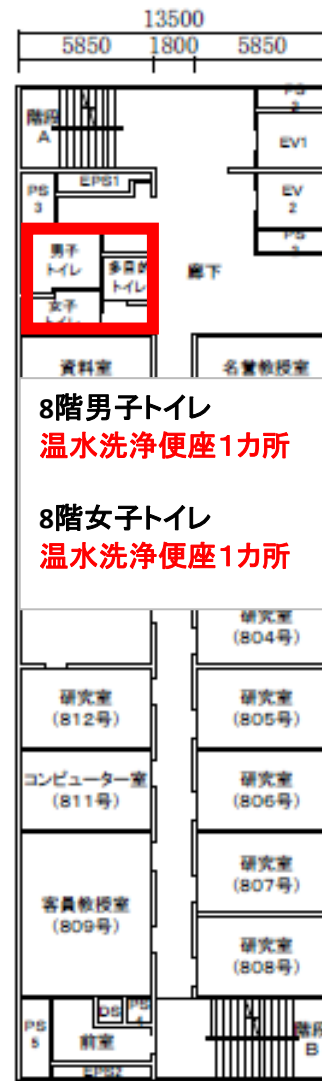 13500
5850 1800 5850
階段
A
PS
2
EV1
EPS1
PS
3
EV
2
PS
男子
トイレ
多目的
トイレ
女子
トイレ
廊下
資料室
名誉教授室
8階男子トイレ
温水洗浄便座1カ所
8階女子トイレ
温水洗浄便座1カ所
研究室
(804号)
研究室
(812号)
研究室
(805号)
コンピューター室
(811号)
研究室
(806号)
研究室
(807号)
客員教授室
(809号)
研究室
(808号)
DS
PS
PS
5
前室
階段
B
EPS2